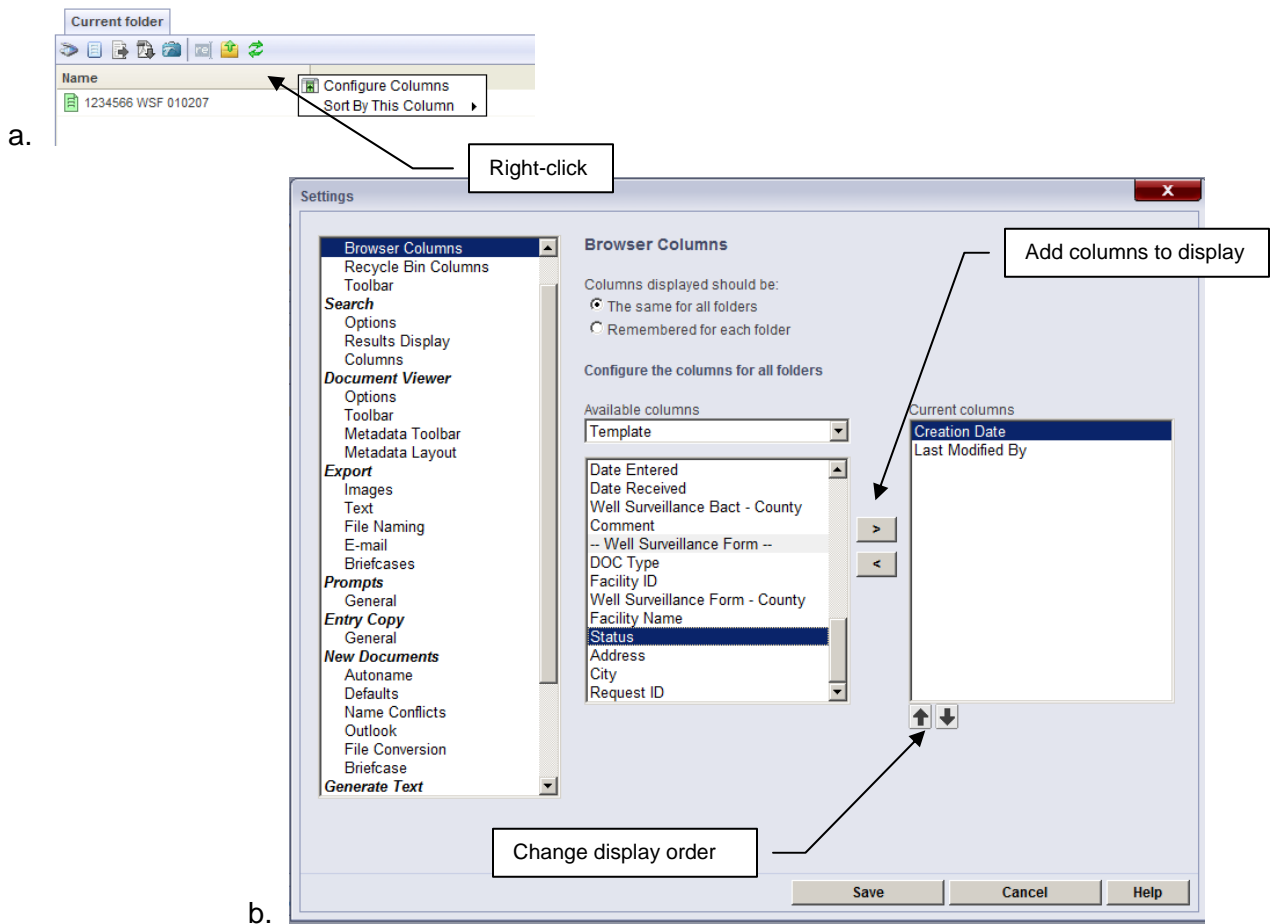 Current folder
Name
1234566 WSF 010207
Configure Columns
Sort By This Column
a.
Right-click
Settings
X
Browser Columns
Recycle Bin Columns
Toolbar
Search
Options
Results Display
Columns
Document Viewer
Options
Toolbar
Metadata Toolbar
Metadata Layout
Export
Images
Text
File Naming
E-mail
Briefcases
Prompts
General
Entry Copy
General
New Documents
Autoname
Defaults
Name Conflicts
Outlook
File Conversion
Briefcase
Generate Text
Browser Columns
Columns displayed should be:
The same for all folders
Remembered for each folder
Configure the columns for all folders
Available columns
Template
Date Entered
Date Received
Well Surveillance Bact - County
Comment
-- Well Surveillance Form --
DOC Type
Facility ID
Well Surveillance Form - County
Facility Name
Status
Address
City
Request ID
>
<
Add columns to display
Current columns
Creation Date
Last Modified By
Change display order
Save Cancel Help
b.